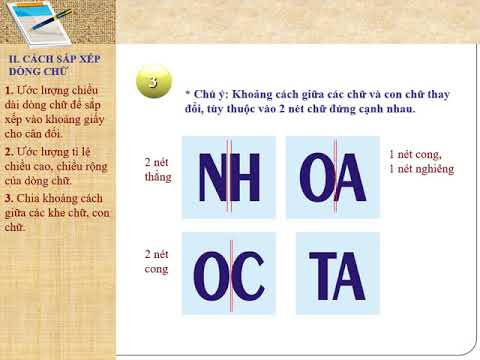 II. CÁCH SẮP XẾP
DÒNG CHỮ
1. Ước lượng chiều
dài dòng chữ để sắp
xếp vào khoảng giấy
cho cân đối.
2. Ước lượng tỉ lệ
chiều cao, chiều rộng
của dòng chữ.
3. Chia khoảng cách
giữa các khe chữ, con
chữ.
3
* Chú ý: Khoảng cách giữa các chữ và con chữ thay
đổi, tùy thuộc vào 2 nét chữ đứng cạnh nhau.
2 nét
thẳng
NH
OA
1 nét cong,
1 nét nghiêng
2 nét
cong
OC
TA